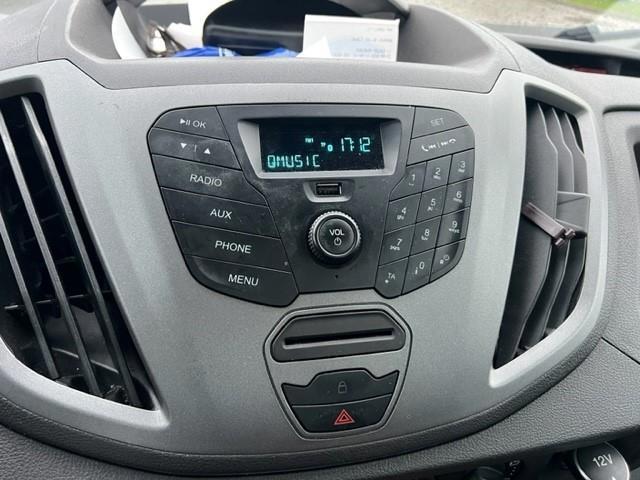 ▶II OK
SET
17:12
QMUSIC
RADIO
AUX
PHONE
MENU
VOL
1
2
3
4
5
6
7
8
9
TA
0
12V